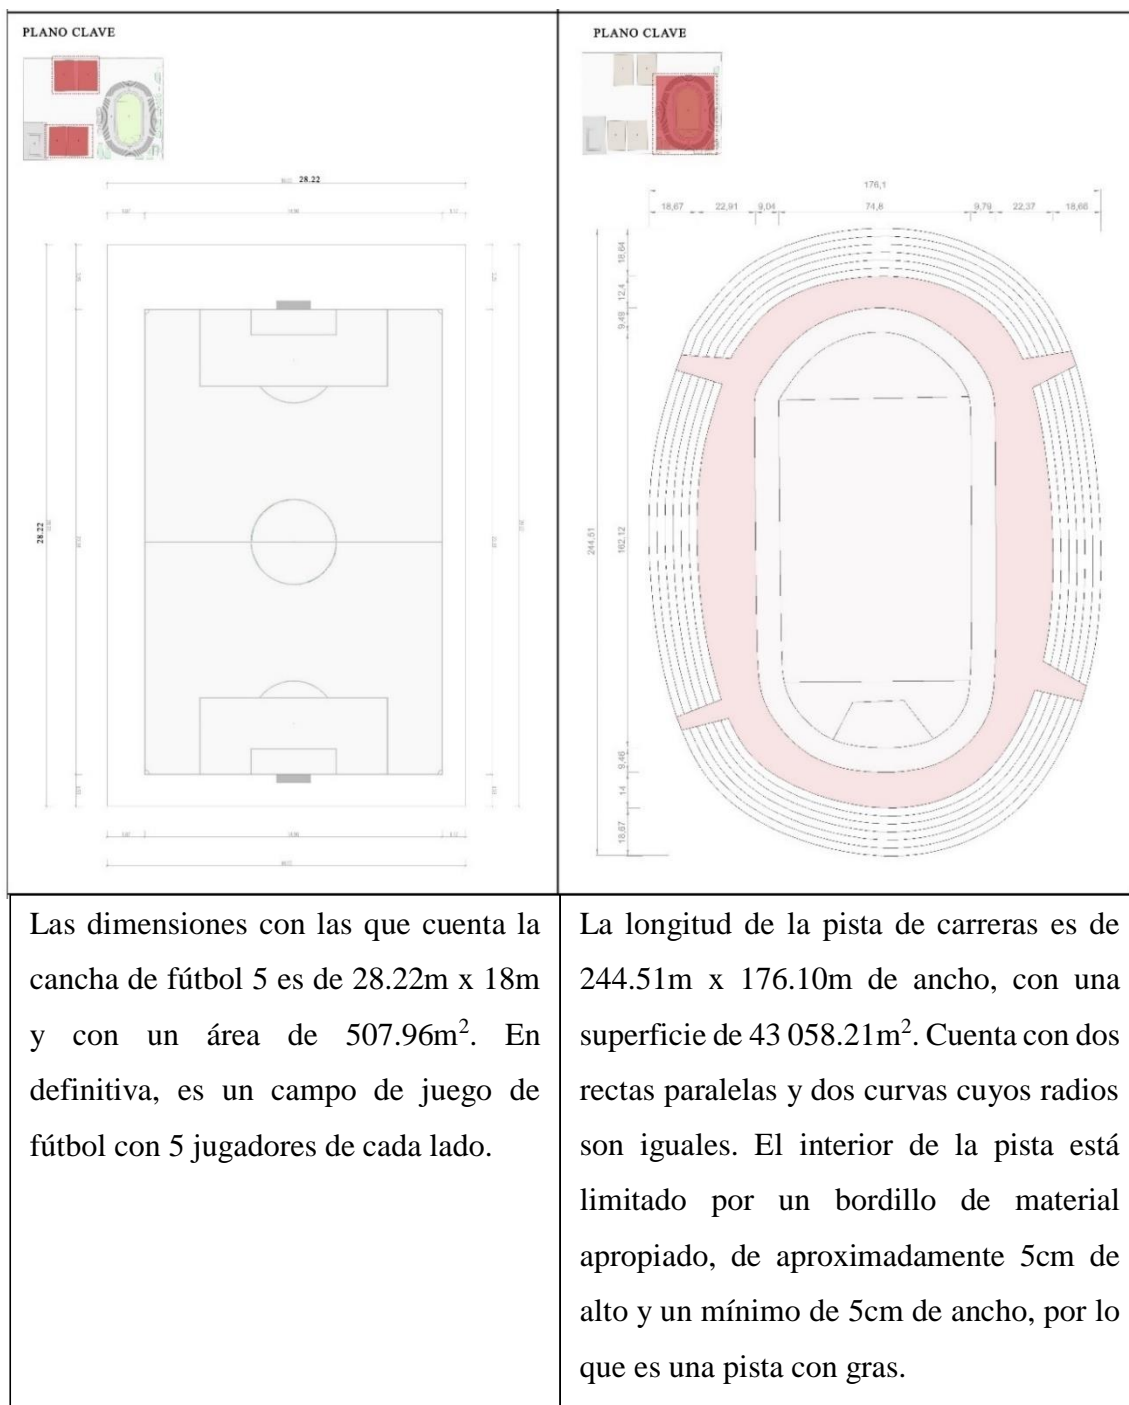 PLANO CLAVE
28.22
28.22
Las dimensiones con las que cuenta la
cancha de fútbol 5 es de 28.22m x 18m
y con un área de 507.96m². En
definitiva, es un campo de juego de
fútbol con 5 jugadores de cada lado.
PLANO CLAVE
176,1
18,67 22,91 9,04 74,6 9,79 22,37 18,66
244,51
18,64
12,4
9,49
162,12
9,46
14
18,67
La longitud de la pista de carreras es de
244.51m x 176.10m de ancho, con una
superficie de 43 058.21m². Cuenta con dos
rectas paralelas y dos curvas cuyos radios
son iguales. El interior de la pista está
limitado por un bordillo de material
apropiado, de aproximadamente 5cm de
alto y un mínimo de 5cm de ancho, por lo
que es una pista con gras.